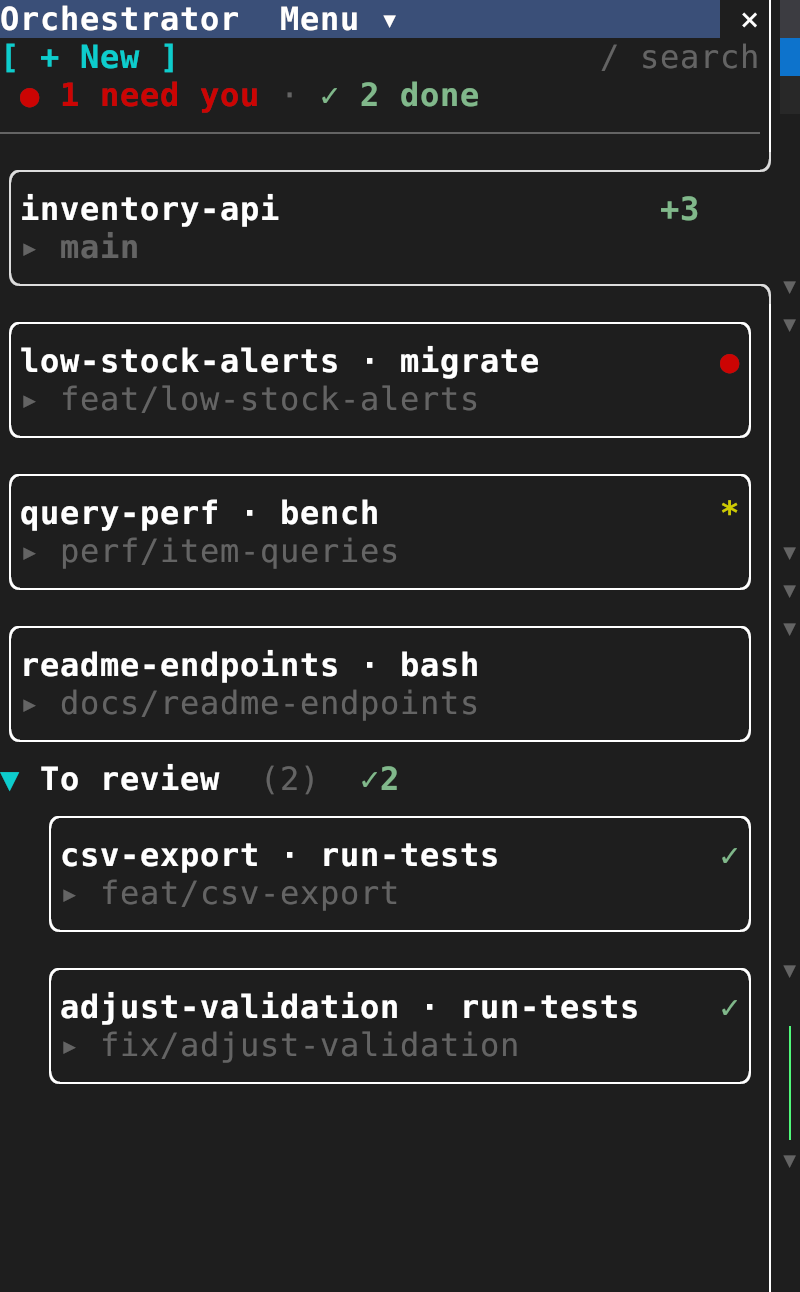 Orchestrator  Menu ▾  ×
[ + New ]  / search
● 1 need you · ✓ 2 done
inventory-api  +3
▸ main
low-stock-alerts · migrate  ●
▸ feat/low-stock-alerts
query-perf · bench  *
▸ perf/item-queries
readme-endpoints · bash
▸ docs/readme-endpoints
▼ To review  (2)  ✓2
csv-export · run-tests  ✓
▸ feat/csv-export
adjust-validation · run-tests  ✓
▸ fix/adjust-validation